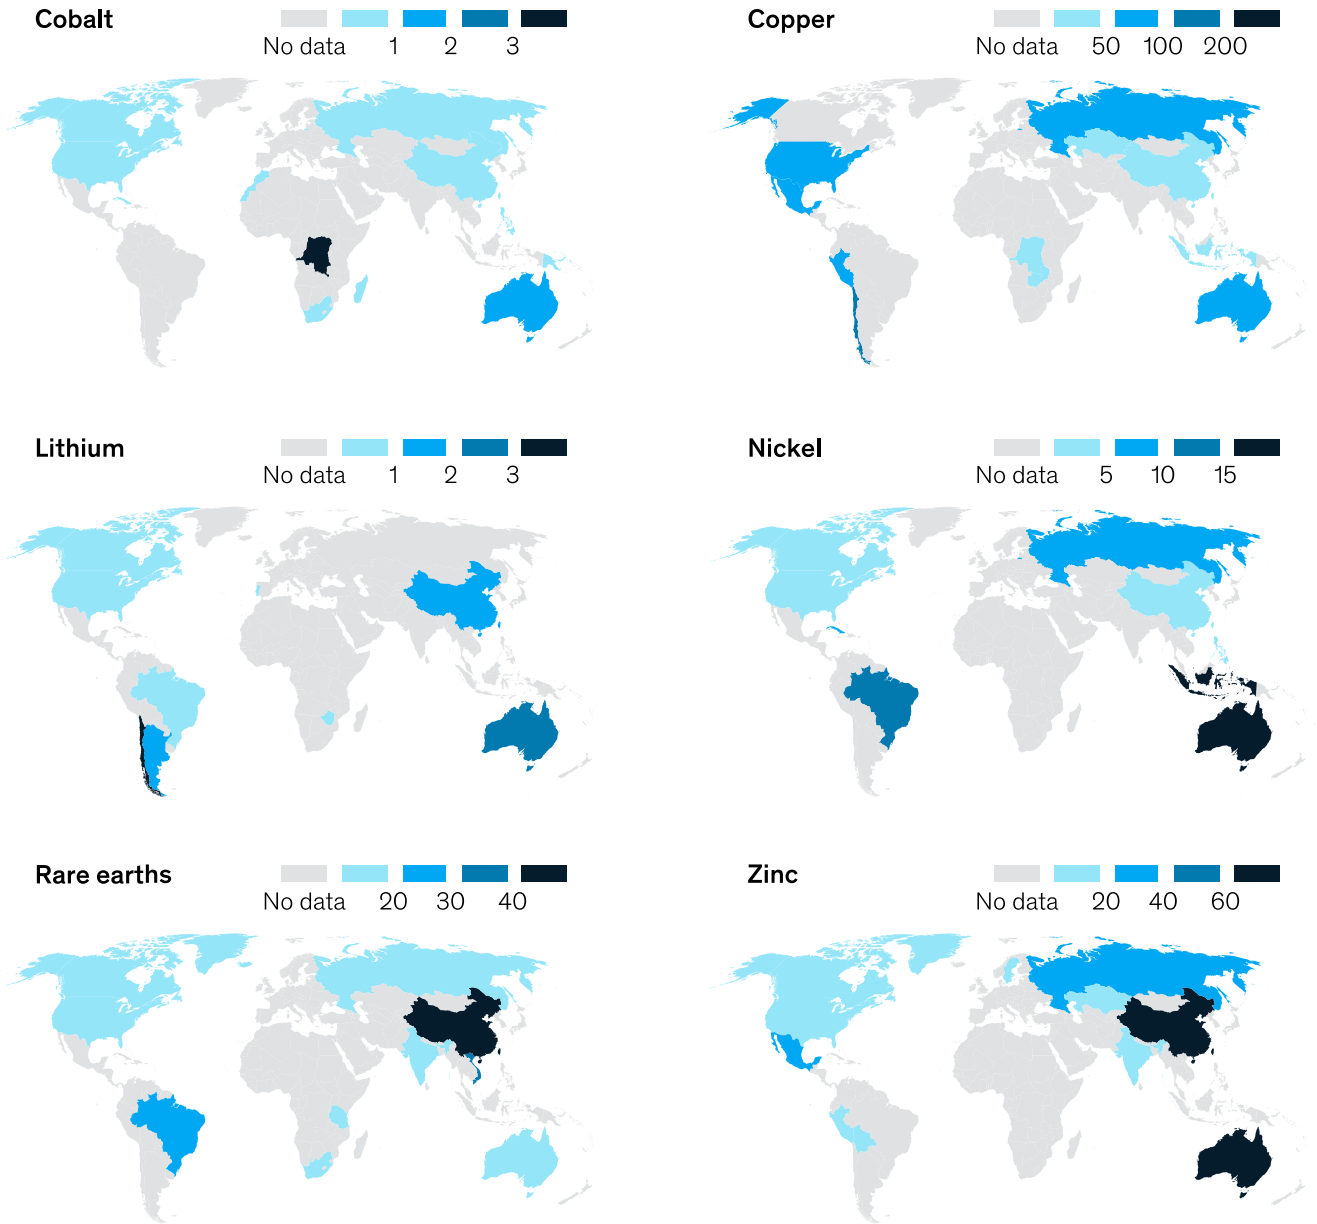 Cobalt
No data 1 2 3
Copper
No data 50 100 200
Lithium
No data 1 2 3
Nickel
No data 5 10 15
Rare earths
No data 20 30 40
Zinc
No data 20 40 60